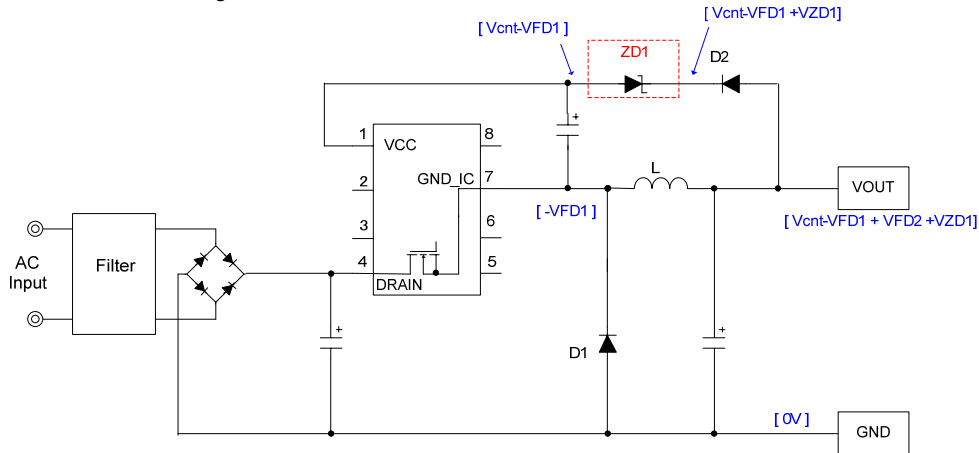 [ Vcnt-VFD1 +VZD1]
[ Vcnt-VFD1]
ZD1
D2
+
1
VCC
8
GND_IC
7
L
VOUT
2
[ -VFD1]
[ Vcnt-VFD1 + VFD2 +VZD1]
3
6
AC
Input
Filter
4
5
DRAIN
+
D1
+
[ 0V]
GND